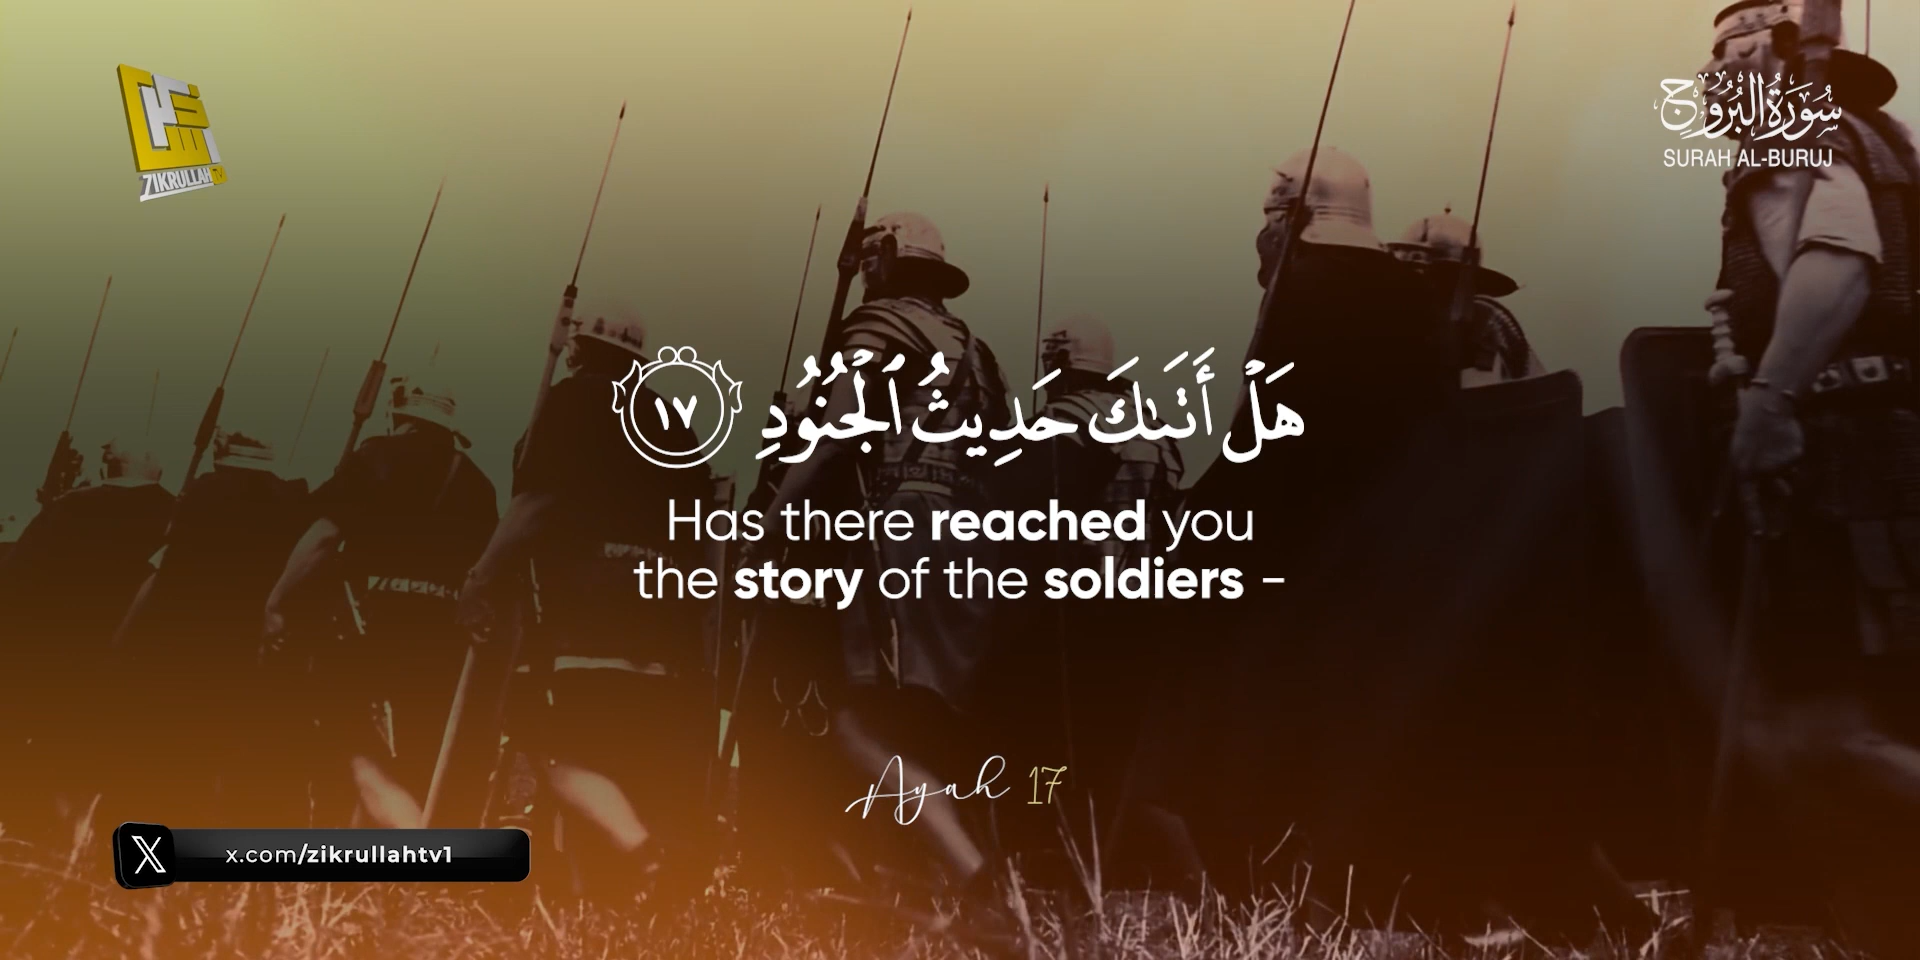 ZIKRULLAH TV
سُورَةُ البُرُوج
SURAH AL-BURUJ
هَلْ أَتَىٰكَ حَدِيثُ ٱلْجُنُودِ ١٧
Has there reached you
the story of the soldiers -
Ayah 17
x.com/zikrullahtv1